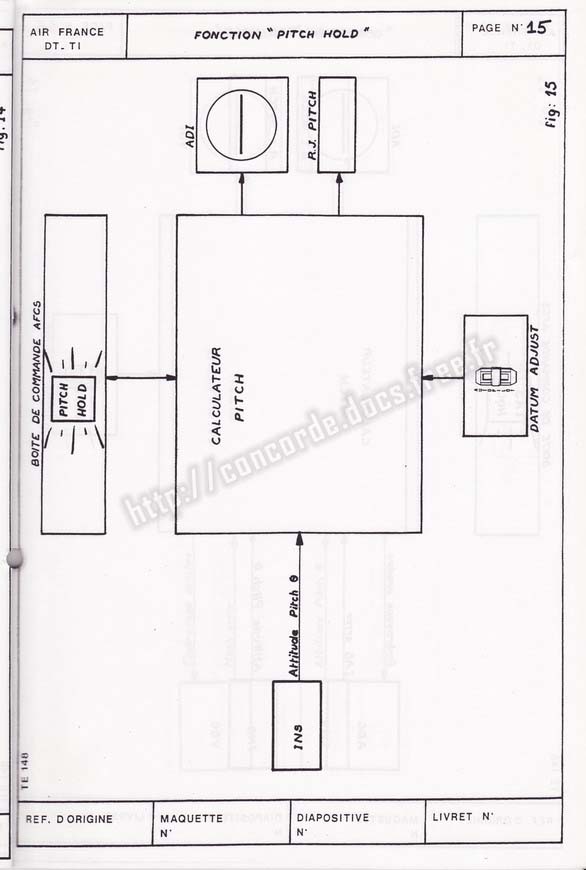 AIR FRANCE
DT. TI
FONCTION " PITCH HOLD "
PAGE N° 15
Fig: 15
ADI
R.J. PITCH
BOITE DE COMMANDE AFCS
PITCH
HOLD
CALCULATEUR
PITCH
DATUM ADJUST
Attitude Pitch θ
INS
http://concorde.docs.free.fr
TE 148
REF. D'ORIGINE
MAQUETTE
N°
DIAPOSITIVE
N°
LIVRET N°